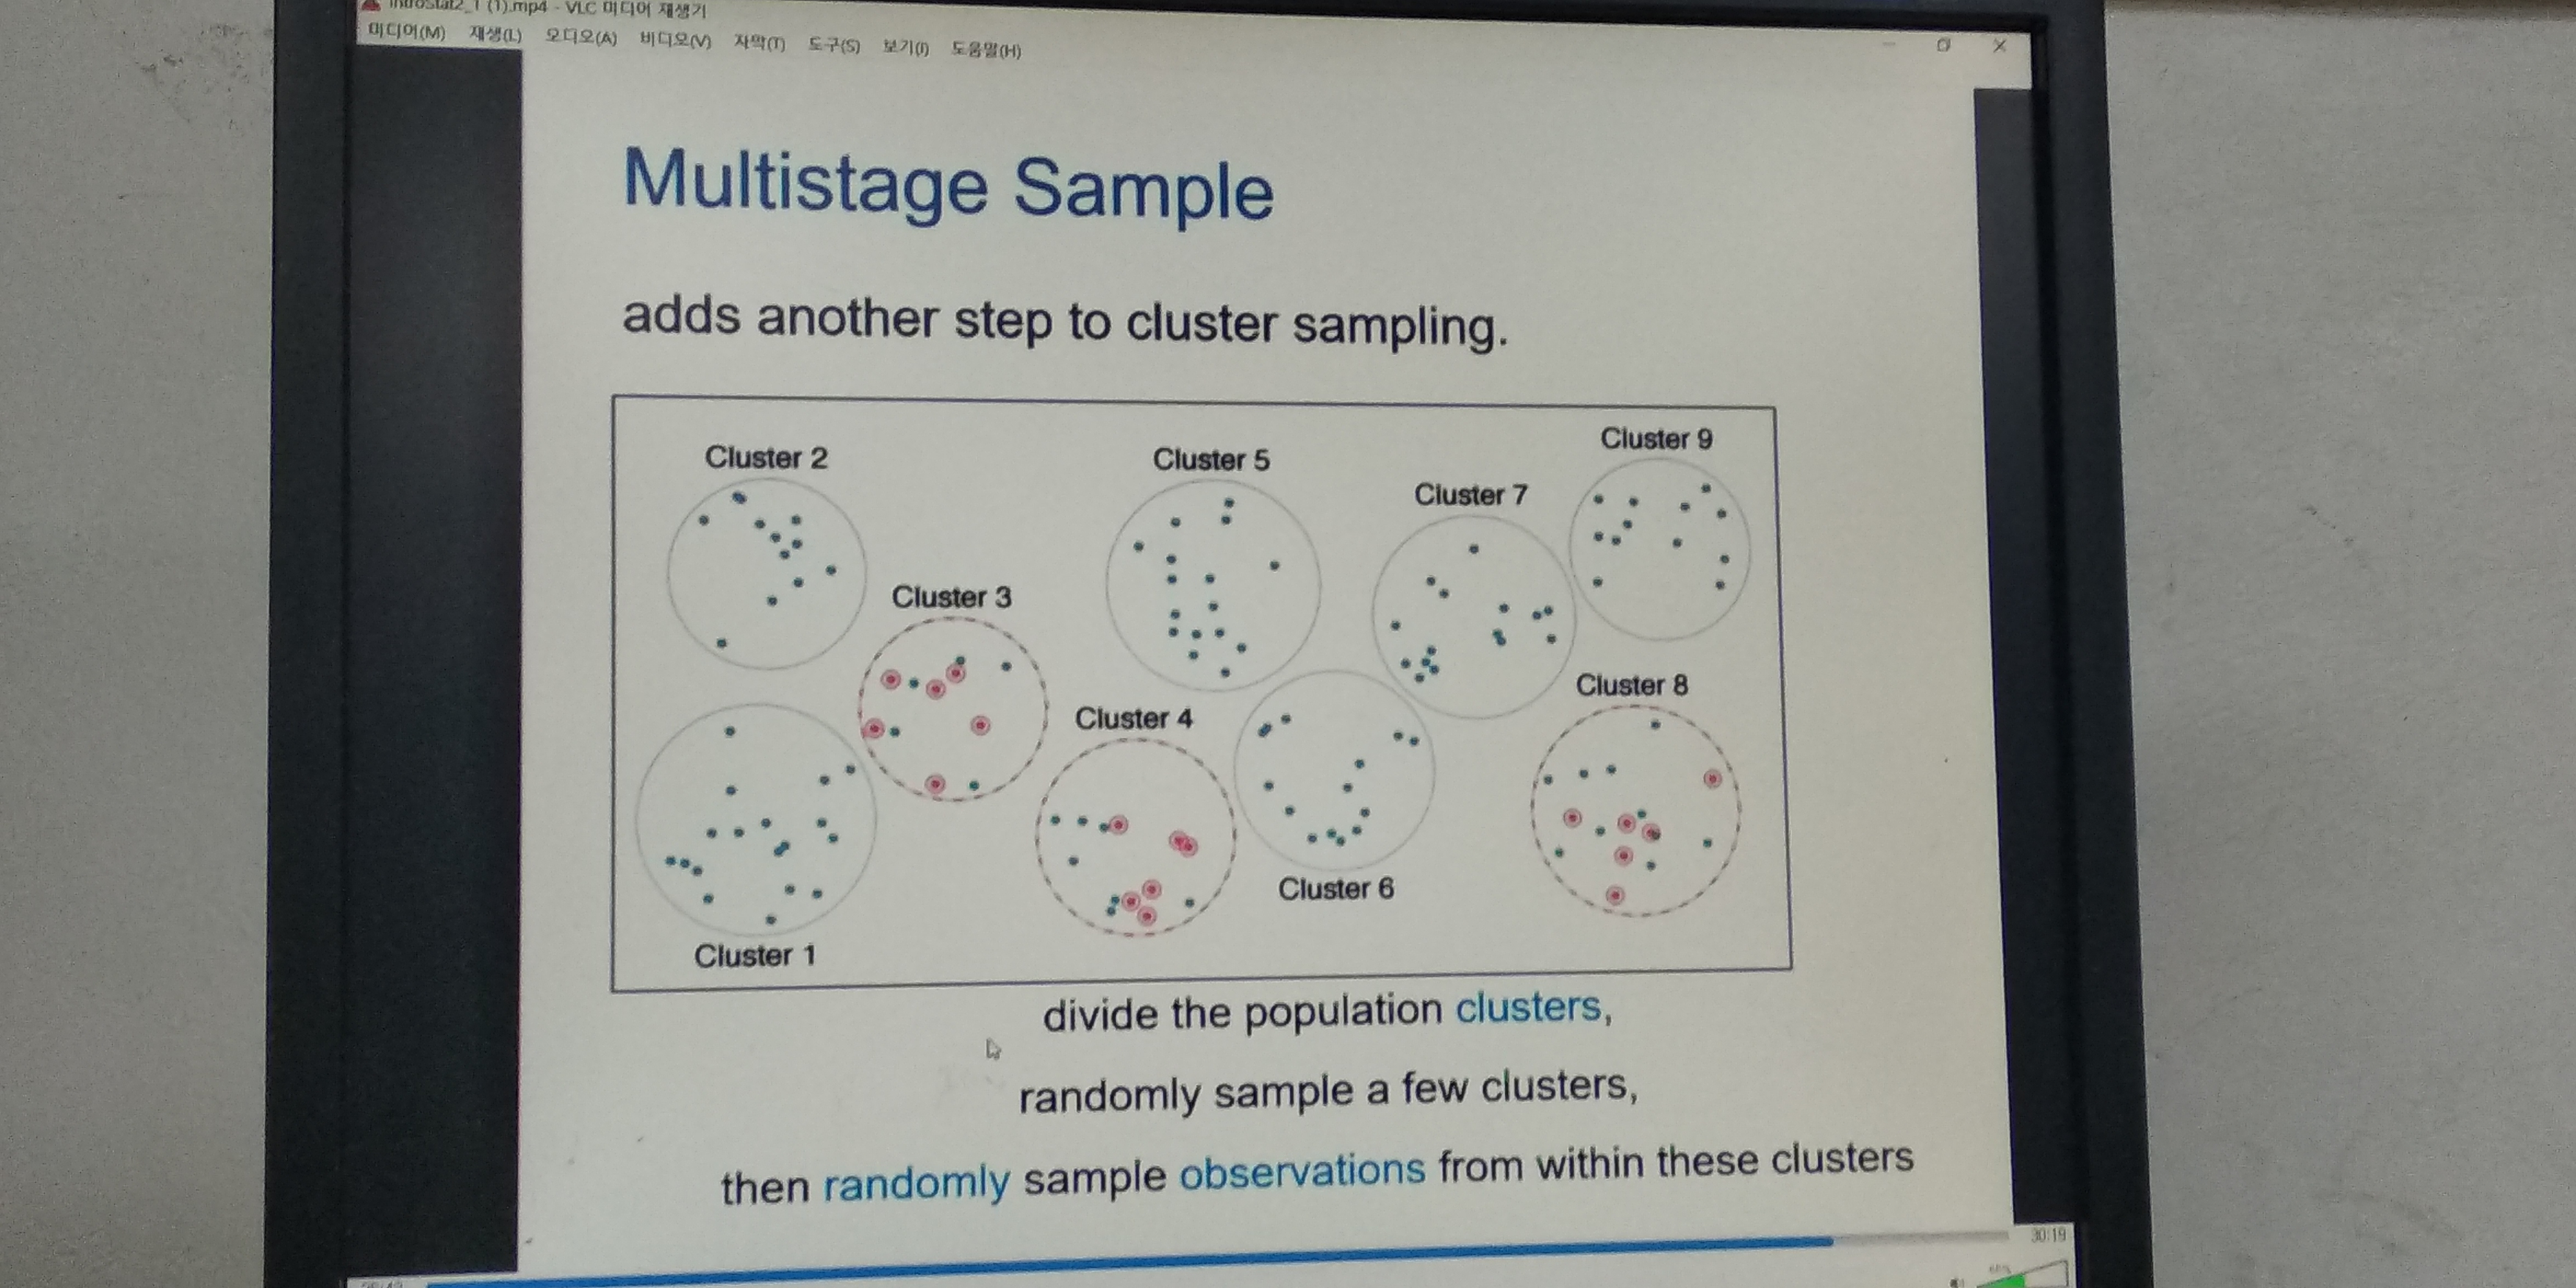 (1).mp4 - VLC 미디어 재생기
미디어(M) 재생(L) 오디오(A) 비디오(V) 자막(T) 도구(S) 보기(I) 도움말(H)
Multistage Sample
adds another step to cluster sampling.
Cluster 9
Cluster 2
Cluster 5
Cluster 7
Cluster 3
Cluster 8
Cluster 4
Cluster 6
Cluster 1
divide the population clusters,
randomly sample a few clusters,
then randomly sample observations from within these clusters
30:19